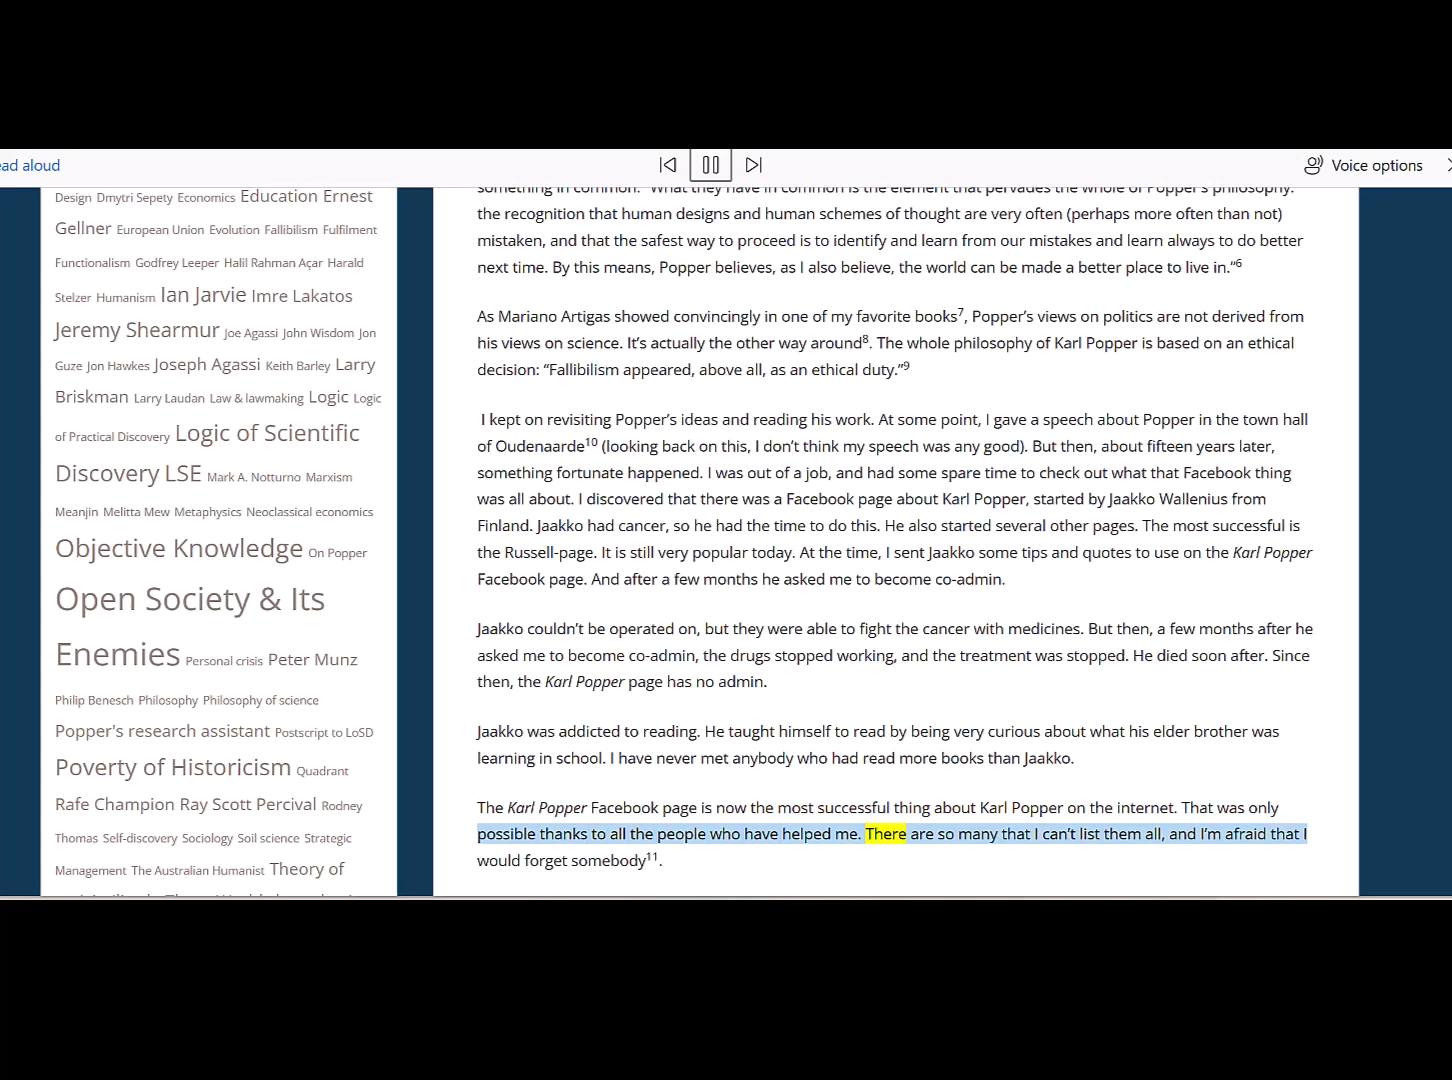 ead aloud
Voice options
Design Dmytri Sepety Economics Education Ernest
Gellner European Union Evolution Fallibilism Fulfilment
Functionalism Godfrey Leeper Halil Rahman Açar Harald
Stelzer Humanism Ian Jarvie Imre Lakatos
Jeremy Shearmur Joe Agassi John Wisdom Jon
Guze Jon Hawkes Joseph Agassi Keith Barley Larry
Briskman Larry Laudan Law & lawmaking Logic Logic
of Practical Discovery Logic of Scientific
Discovery LSE Mark A. Notturno Marxism
Meanjin Melitta Mew Metaphysics Neoclassical economics
Objective Knowledge On Popper
Open Society & Its
Enemies Personal crisis Peter Munz
Philip Benesch Philosophy Philosophy of science
Popper's research assistant Postscript to LoSD
Poverty of Historicism Quadrant
Rafe Champion Ray Scott Percival Rodney
Thomas Self-discovery Sociology Soil science Strategic
Management The Australian Humanist Theory of
something in common." What they have in common is the element that pervades the whole of Popper's philosophy:
the recognition that human designs and human schemes of thought are very often (perhaps more often than not)
mistaken, and that the safest way to proceed is to identify and learn from our mistakes and learn always to do better
next time. By this means, Popper believes, as I also believe, the world can be made a better place to live in."6
As Mariano Artigas showed convincingly in one of my favorite books7, Popper's views on politics are not derived from
his views on science. It's actually the other way around8. The whole philosophy of Karl Popper is based on an ethical
decision: "Fallibilism appeared, above all, as an ethical duty."9
I kept on revisiting Popper's ideas and reading his work. At some point, I gave a speech about Popper in the town hall
of Oudenaarde10 (looking back on this, I don't think my speech was any good). But then, about fifteen years later,
something fortunate happened. I was out of a job, and had some spare time to check out what that Facebook thing
was all about. I discovered that there was a Facebook page about Karl Popper, started by Jaakko Wallenius from
Finland. Jaakko had cancer, so he had the time to do this. He also started several other pages. The most successful is
the Russell-page. It is still very popular today. At the time, I sent Jaakko some tips and quotes to use on the Karl Popper
Facebook page. And after a few months he asked me to become co-admin.
Jaakko couldn't be operated on, but they were able to fight the cancer with medicines. But then, a few months after he
asked me to become co-admin, the drugs stopped working, and the treatment was stopped. He died soon after. Since
then, the Karl Popper page has no admin.
Jaakko was addicted to reading. He taught himself to read by being very curious about what his elder brother was
learning in school. I have never met anybody who had read more books than Jaakko.
The Karl Popper Facebook page is now the most successful thing about Karl Popper on the internet. That was only
possible thanks to all the people who have helped me. There are so many that I can't list them all, and I'm afraid that I
would forget somebody11.